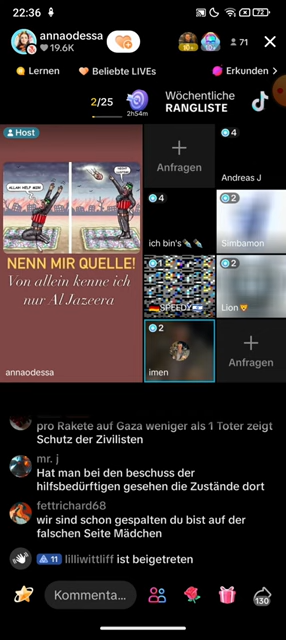 22:36
72
annaodessa
19.6K
71
Lernen
Beliebte LIVEs
Erkunden >
2/25
2h54m
Wöchentliche
RANGLISTE
Host
ALLAH HELP HIM
NENN MIR QUELLE!
Von allein kenne ich
nur Al Jazeera
annaodessa
Anfragen
4
Andreas J
4
ich bin's
2
Simbamon
1
SPEEDY
2
Lion
2
imen
Anfragen
pro Rakete auf Gaza weniger als 1 Toter zeigt
Schutz der Zivilisten
mr. j
Hat man bei den beschuss der
hilfsbedürftigen gesehen die Zustände dort
fettrichard68
wir sind schon gespalten du bist auf der
falschen Seite Mädchen
11 lilliwittliff ist beigetreten
Kommenta...
130